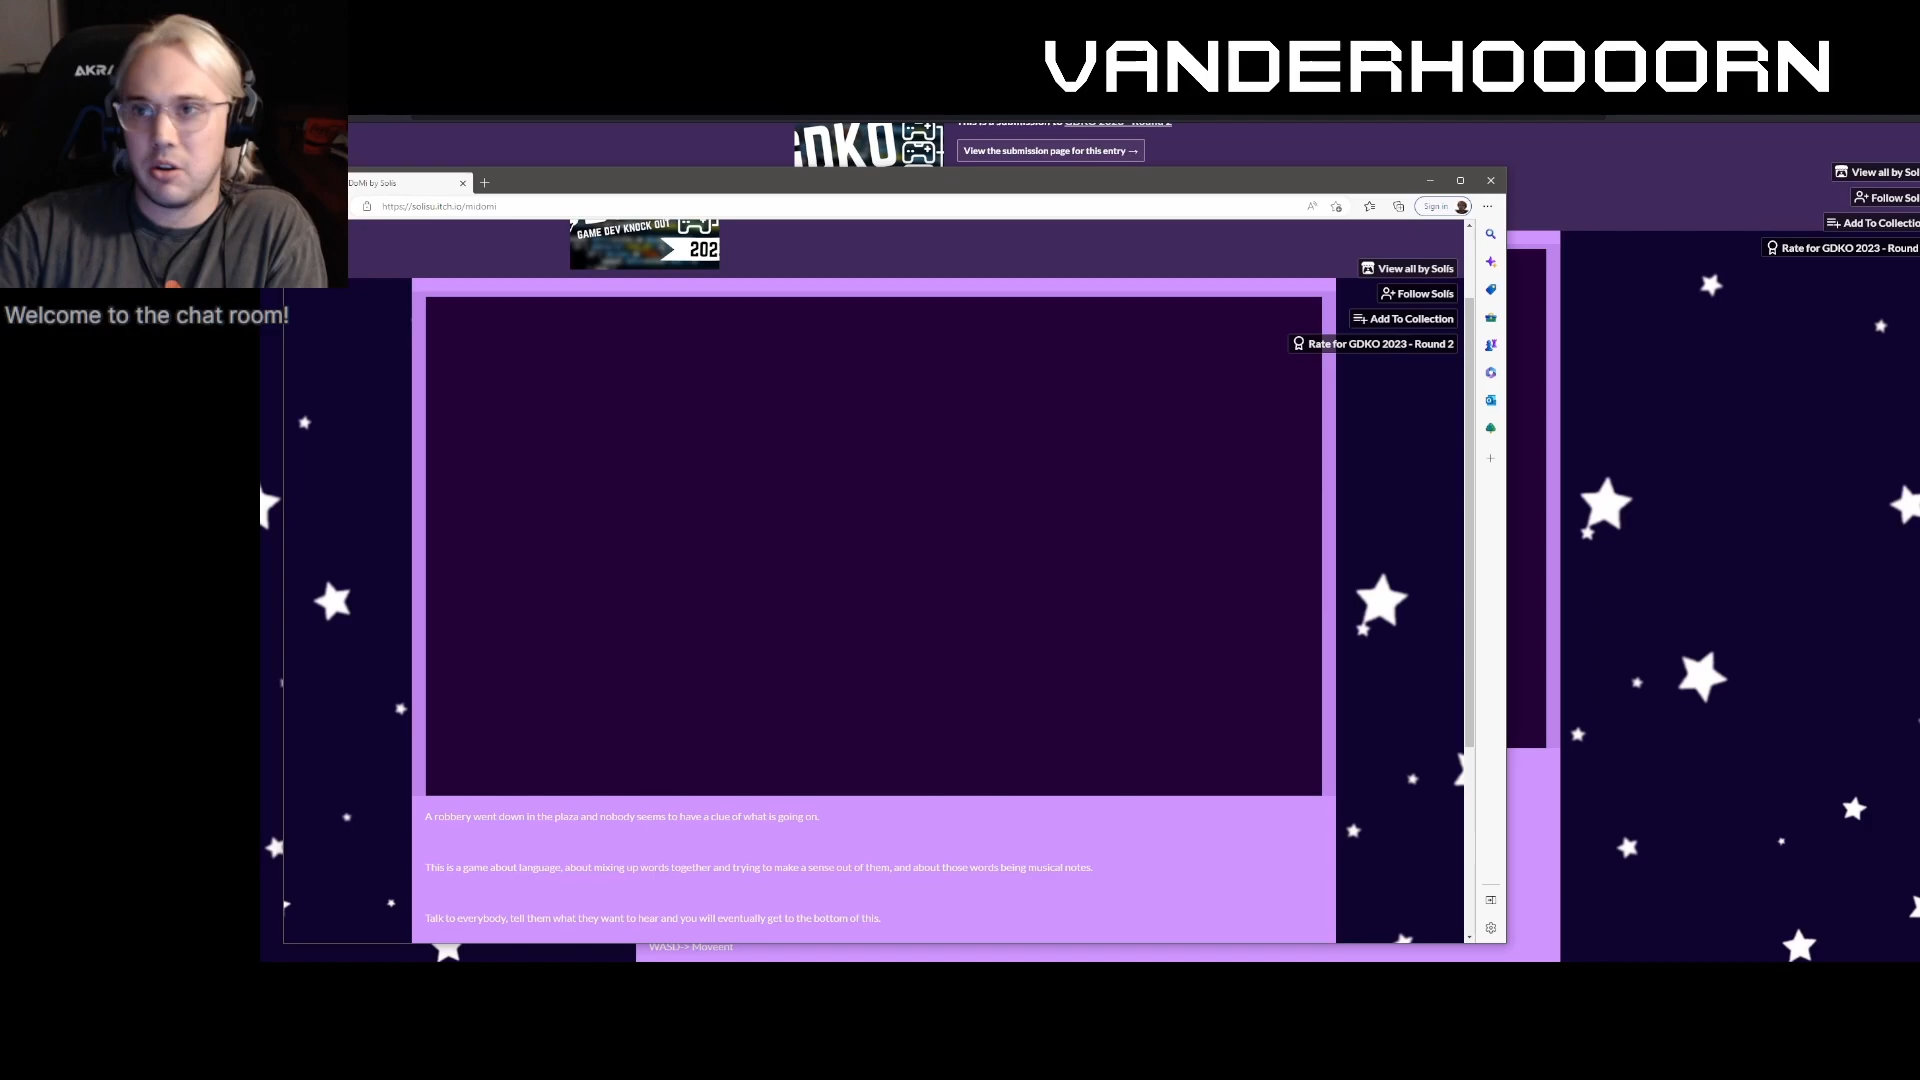 VANDERHOOOORN
AKRA
Welcome to the chat room!
View the submission page for this entry →
View all by Sol
Follow Sol
Add To Collectio
Rate for GDKO 2023 - Round
DoMi by Solís
https://solisu.itch.io/midomi
Sign in
GAME DEV KNOCK OUT
202
View all by Solís
Follow Solís
Add To Collection
Rate for GDKO 2023 - Round 2
A robbery went down in the plaza and nobody seems to have a clue of what is going on.
This is a game about language, about mixing up words together and trying to make a sense out of them, and about those words being musical notes.
Talk to everybody, tell them what they want to hear and you will eventually get to the bottom of this.
WASD-> Moveent